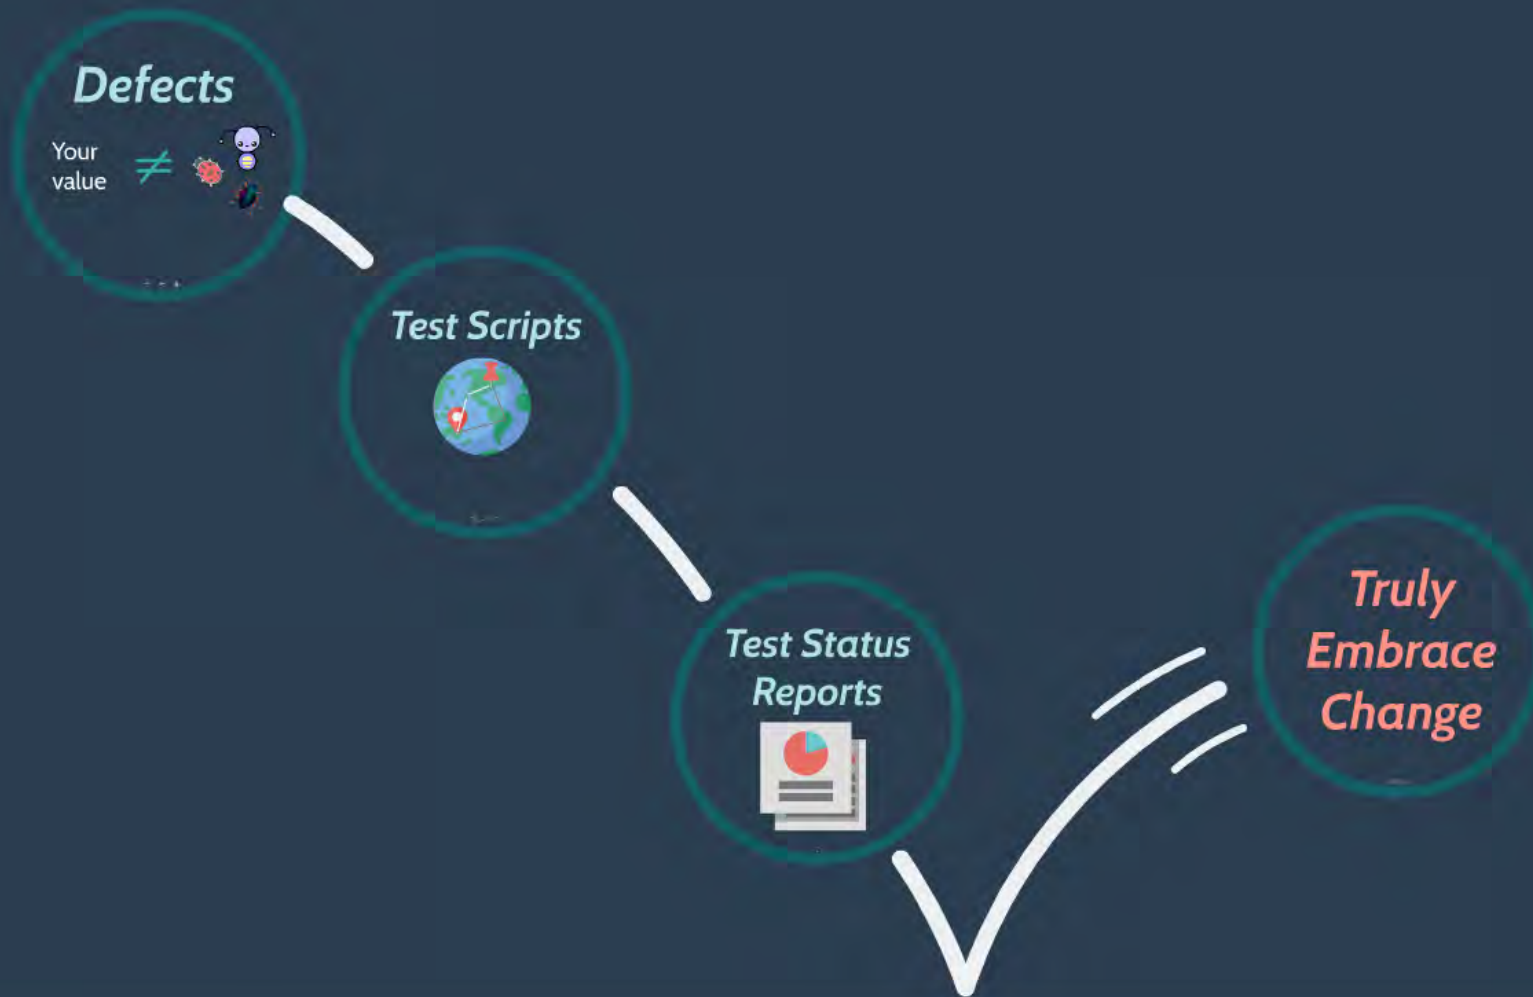 Defects
Your
value
≠
Test Scripts
Test Status
Reports
Truly
Embrace
Change